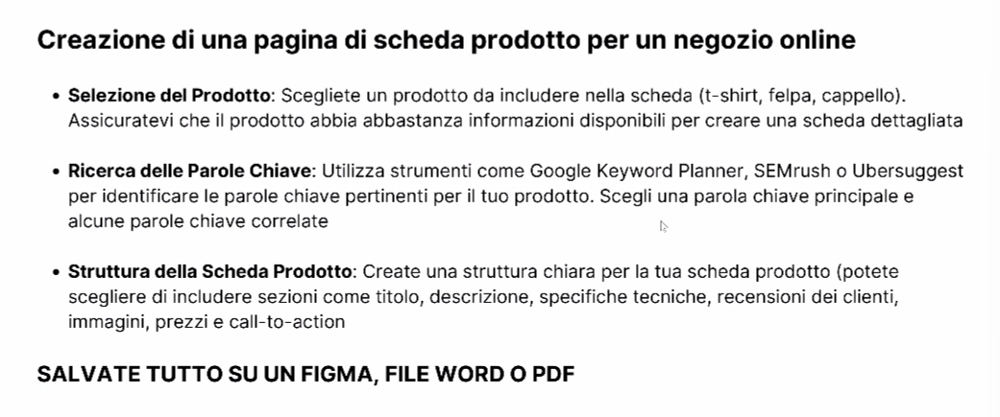 Creazione di una pagina di scheda prodotto per un negozio online
• Selezione del Prodotto: Scegliete un prodotto da includere nella scheda (t-shirt, felpa, cappello).
Assicuratevi che il prodotto abbia abbastanza informazioni disponibili per creare una scheda dettagliata
• Ricerca delle Parole Chiave: Utilizza strumenti come Google Keyword Planner, SEMrush o Ubersuggest
per identificare le parole chiave pertinenti per il tuo prodotto. Scegli una parola chiave principale e
alcune parole chiave correlate
• Struttura della Scheda Prodotto: Create una struttura chiara per la tua scheda prodotto (potete
scegliere di includere sezioni come titolo, descrizione, specifiche tecniche, recensioni dei clienti,
immagini, prezzi e call-to-action
SALVATE TUTTO SU UN FIGMA, FILE WORD O PDF